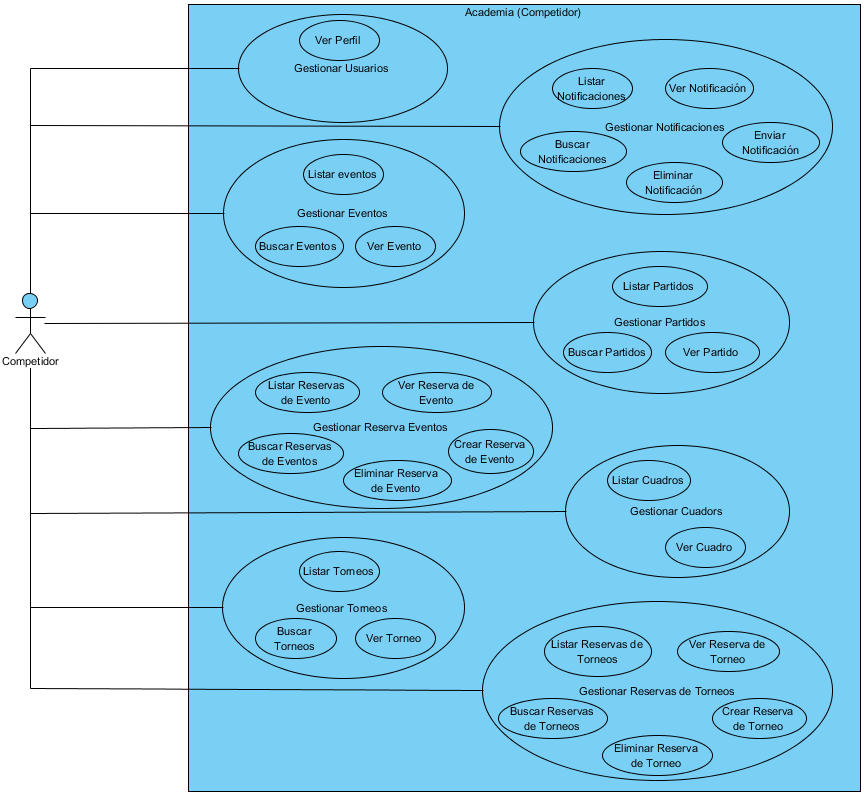 Academia (Competidor)
Ver Perfil
Gestionar Usuarios
Listar
Notificaciones
Ver Notificación
Gestionar Notificaciones
Enviar
Notificación
Buscar
Notificaciones
Eliminar
Notificación
Listar eventos
Gestionar Eventos
Buscar Eventos
Ver Evento
Listar Partidos
Gestionar Partidos
Buscar Partidos
Ver Partido
Competidor
Listar Reservas
de Evento
Ver Reserva de
Evento
Gestionar Reserva Eventos
Buscar Reservas
de Eventos
Crear Reserva
de Evento
Eliminar Reserva
de Evento
Listar Cuadros
Gestionar Cuadors
Ver Cuadro
Listar Torneos
Gestionar Torneos
Buscar
Torneos
Ver Torneo
Listar Reservas de
Torneos
Ver Reserva de
Torneo
Gestionar Reservas de Torneos
Buscar Reservas
de Torneos
Crear Reserva
de Torneo
Eliminar Reserva
de Torneo